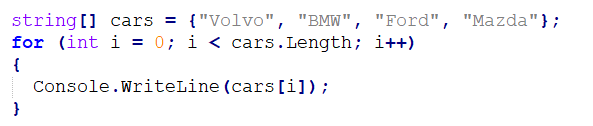 string[] cars = {"Volvo", "BMW", "Ford", "Mazda"};
for (int i = 0; i < cars.Length; i++)
{
  Console.WriteLine(cars[i]);
}